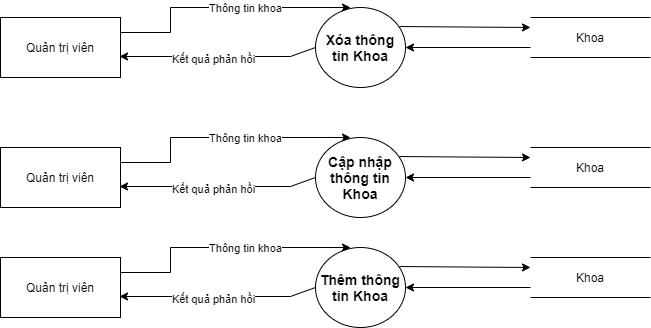 Thông tin khoa
Quản trị viên
Xóa thông
tin Khoa
Khoa
Kết quả phản hồi
Thông tin khoa
Quản trị viên
Cập nhập
thông tin
Khoa
Khoa
Kết quả phản hồi
Thông tin khoa
Quản trị viên
Thêm thông
tin Khoa
Khoa
Kết quả phản hồi